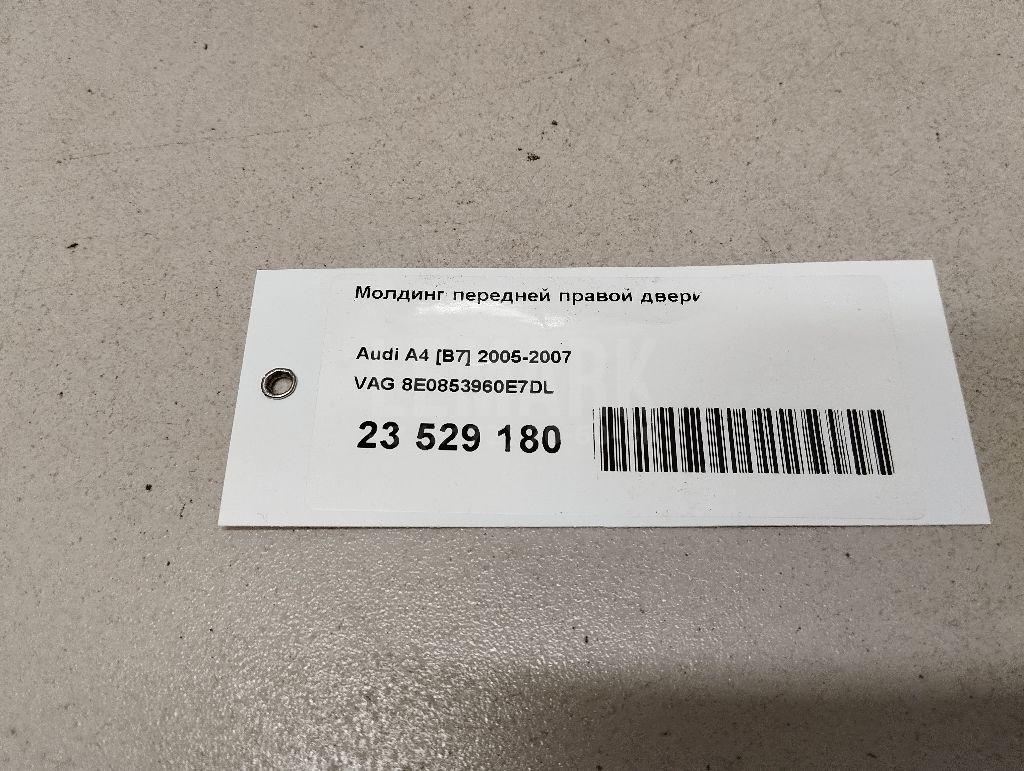 Молдинг передней правой двери
Audi A4 [B7] 2005-2007
VAG 8E0853960E7DL
23 529 180